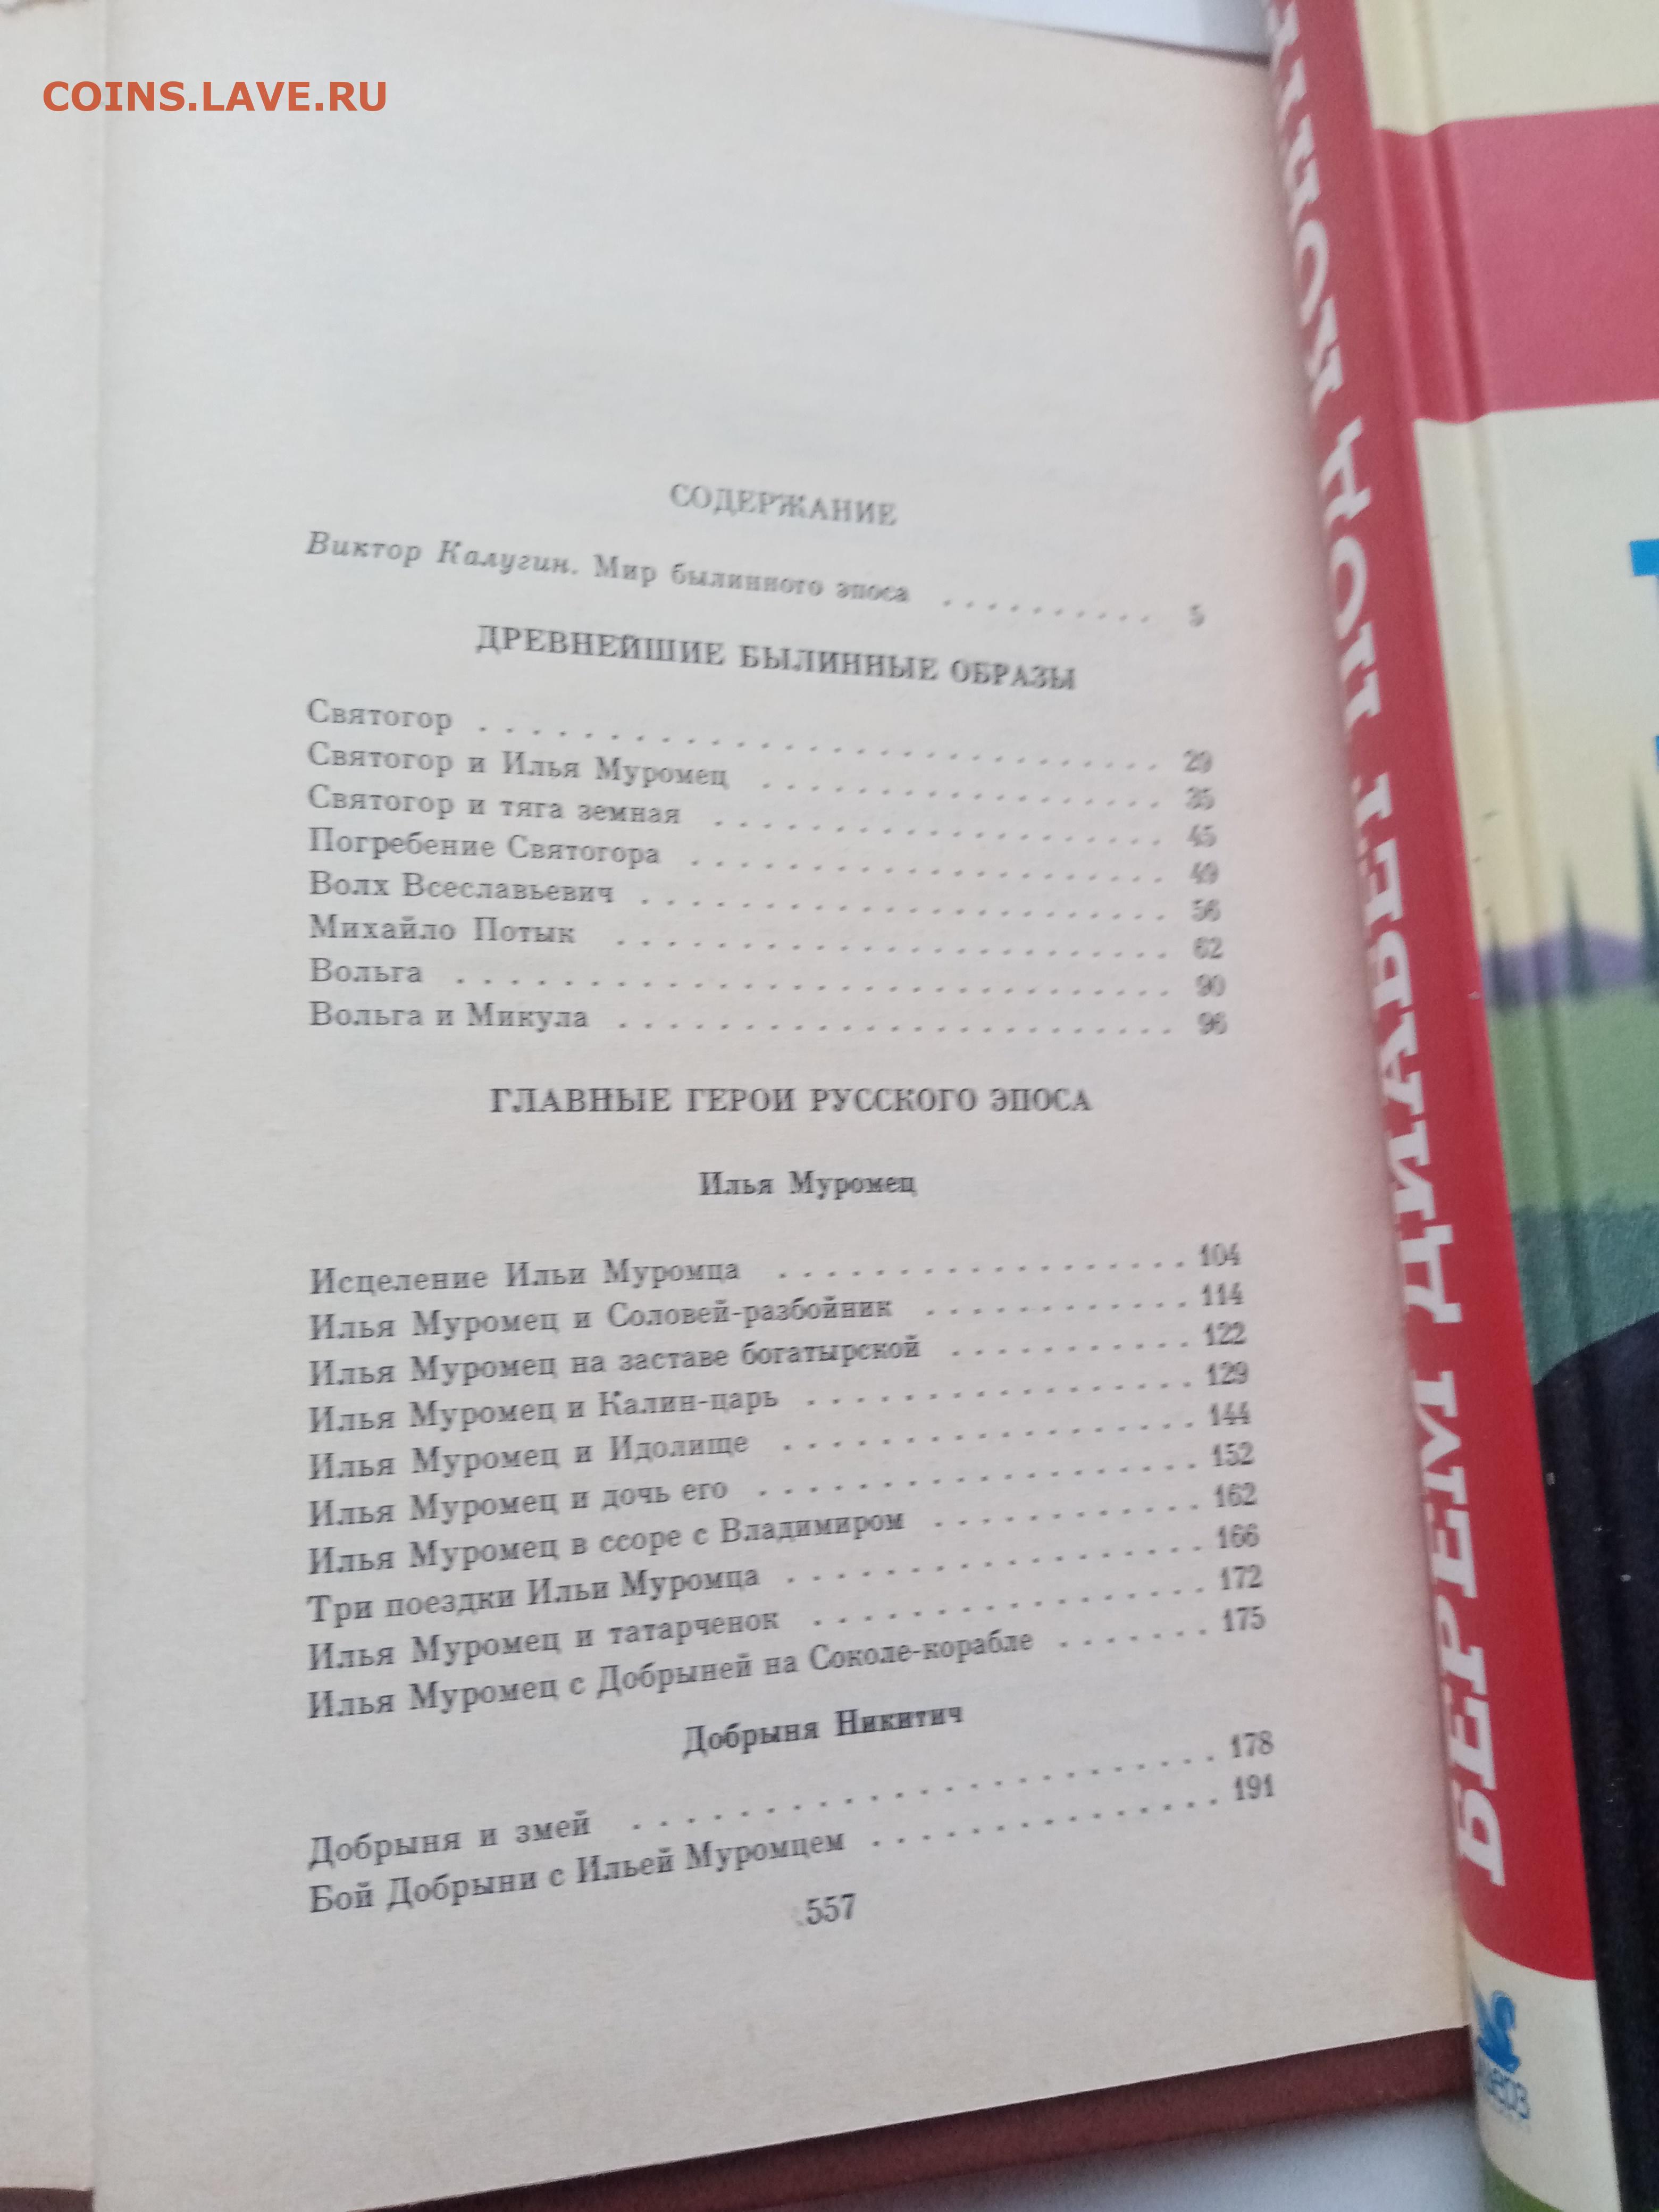 COINS.LAVE.RU
СОДЕРЖАНИЕ
Виктор Калугин. Мир былинного эпоса . . . . . . . . . . 5
ДРЕВНЕЙШИЕ БЫЛИННЫЕ ОБРАЗЫ
Святогор . . . . . . . . . . . . . . . . . . . . . . . . . . 29
Святогор и Илья Муромец . . . . . . . . . . . . . . . . . 35
Святогор и тяга земная . . . . . . . . . . . . . . . . . . 45
Погребение Святогора . . . . . . . . . . . . . . . . . . . 49
Волх Всеславьевич . . . . . . . . . . . . . . . . . . . . . 56
Михайло Потык . . . . . . . . . . . . . . . . . . . . . . 62
Вольга . . . . . . . . . . . . . . . . . . . . . . . . . . . . 90
Вольга и Микула . . . . . . . . . . . . . . . . . . . . . . 96
ГЛАВНЫЕ ГЕРОИ РУССКОГО ЭПОСА
Илья Муромец
Исцеление Ильи Муромца . . . . . . . . . . . . . . . . . 104
Илья Муромец и Соловей-разбойник . . . . . . . . . . . 114
Илья Муромец на заставе богатырской . . . . . . . . . . 122
Илья Муромец и Калин-царь . . . . . . . . . . . . . . . . 129
Илья Муромец и Идолище . . . . . . . . . . . . . . . . . 144
Илья Муромец и дочь его . . . . . . . . . . . . . . . . . . 152
Илья Муромец в ссоре с Владимиром . . . . . . . . . . . 162
Три поездки Ильи Муромца . . . . . . . . . . . . . . . . . 166
Илья Муромец и татарченок . . . . . . . . . . . . . . . . 172
Илья Муромец с Добрыней на Соколе-корабле . . . . . . . 175
Добрыня Никитич
Добрыня и змей . . . . . . . . . . . . . . . . . . . . . . 178
Бой Добрыни с Ильей Муромцем . . . . . . . . . . . . . . 191
557